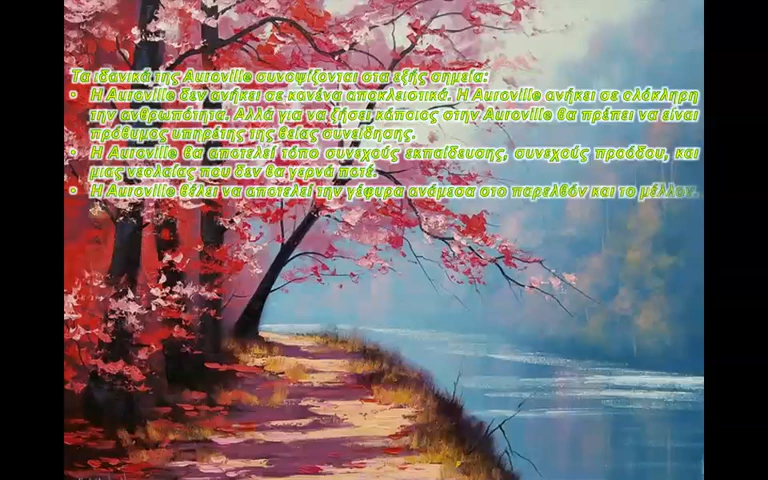 Τα ιδανικά της Auroville συνοψίζονται στα εξής σημεία:
• Η Auroville δεν ανήκει σε κανένα αποκλειστικά. Η Auroville ανήκει σε ολόκληρη
την ανθρωπότητα. Αλλά για να ζήσει κάποιος στην Auroville θα πρέπει να είναι
πρόθυμος υπηρέτης της θείας συνείδησης.
• Η Auroville θα αποτελεί τόπο συνεχούς εκπαίδευσης, συνεχούς προόδου, και
μιας νεολαίας που δεν θα γερνά ποτέ.
• Η Auroville θέλει να αποτελεί την γέφυρα ανάμεσα στο παρελθόν και το μέλλον.